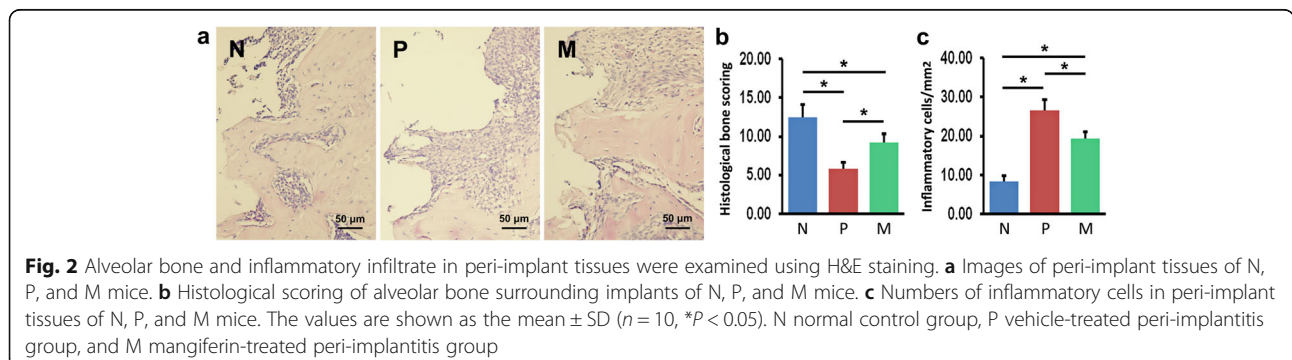 a
N
P
M
50 µm
50 µm
50 µm
b
Histological bone scoring
20.00
15.00
10.00
5.00
0.00
*
*
*
N P M
c
Inflammatory cells/mm2
40.00
30.00
20.00
10.00
0.00
*
*
*
N P M
Fig. 2 Alveolar bone and inflammatory infiltrate in peri-implant tissues were examined using H&E staining. a Images of peri-implant tissues of N,
P, and M mice. b Histological scoring of alveolar bone surrounding implants of N, P, and M mice. c Numbers of inflammatory cells in peri-implant
tissues of N, P, and M mice. The values are shown as the mean ± SD (n = 10, *P < 0.05). N normal control group, P vehicle-treated peri-implantitis
group, and M mangiferin-treated peri-implantitis group